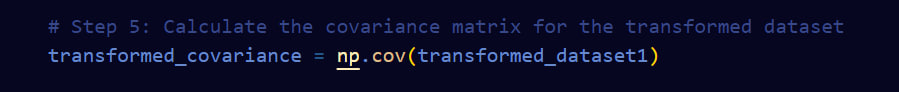 # Step 5: Calculate the covariance matrix for the transformed dataset
transformed_covariance = np.cov(transformed_dataset1)